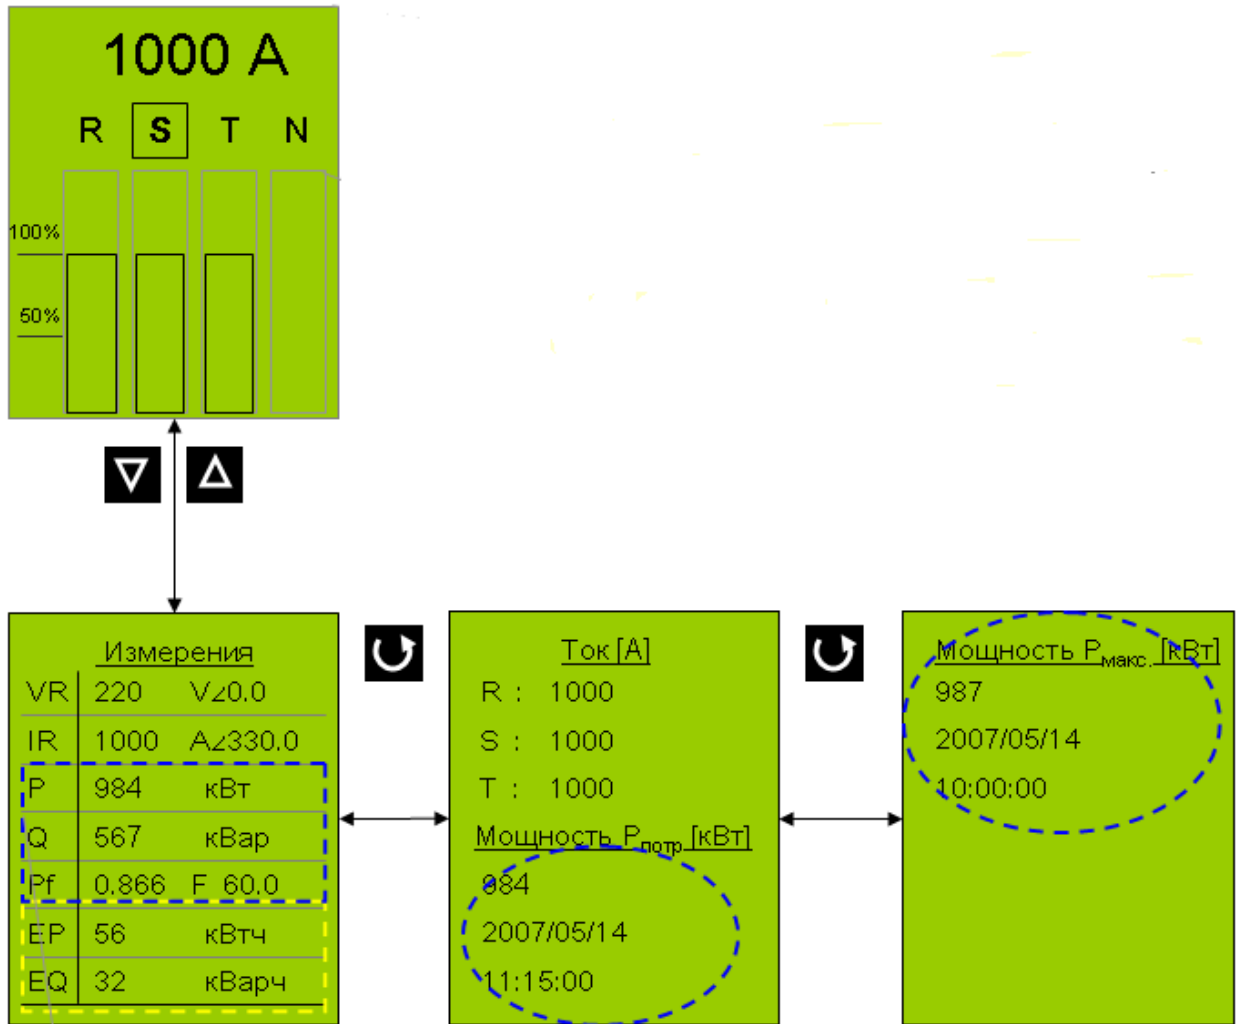 1000 A
R S T N
100%
50%
Измерения
VR 220 V∠0.0
IR 1000 A∠330.0
P 984 кВт
Q 567 кВар
Pf 0.866 F 60.0
EP 56 кВтч
EQ 32 кВарч
Ток [А]
R : 1000
S : 1000
T : 1000
Мощность Pпотр [кВт]
984
2007/05/14
11:15:00
Мощность Pмакс. [кВт]
987
2007/05/14
10:00:00